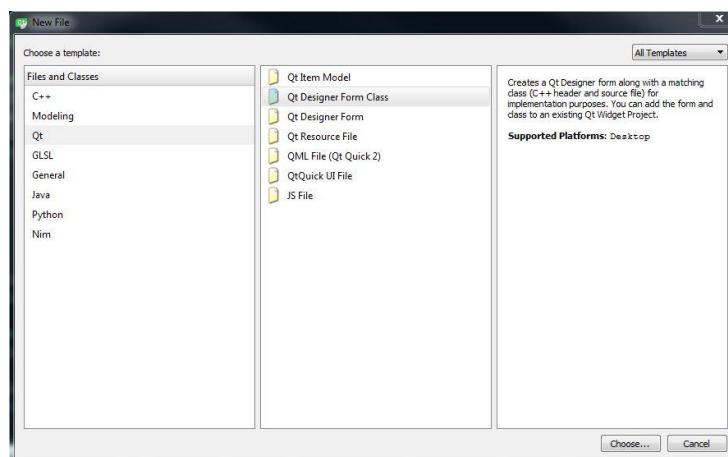 New File
Choose a template:
All Templates
Files and Classes
C++
Modeling
Qt
GLSL
General
Java
Python
Nim
Qt Item Model
Qt Designer Form Class
Qt Designer Form
Qt Resource File
QML File (Qt Quick 2)
QtQuick UI File
JS File
Creates a Qt Designer form along with a matching
class (C++ header and source file) for
implementation purposes. You can add the form and
class to an existing Qt Widget Project.
Supported Platforms: Desktop
Choose...
Cancel